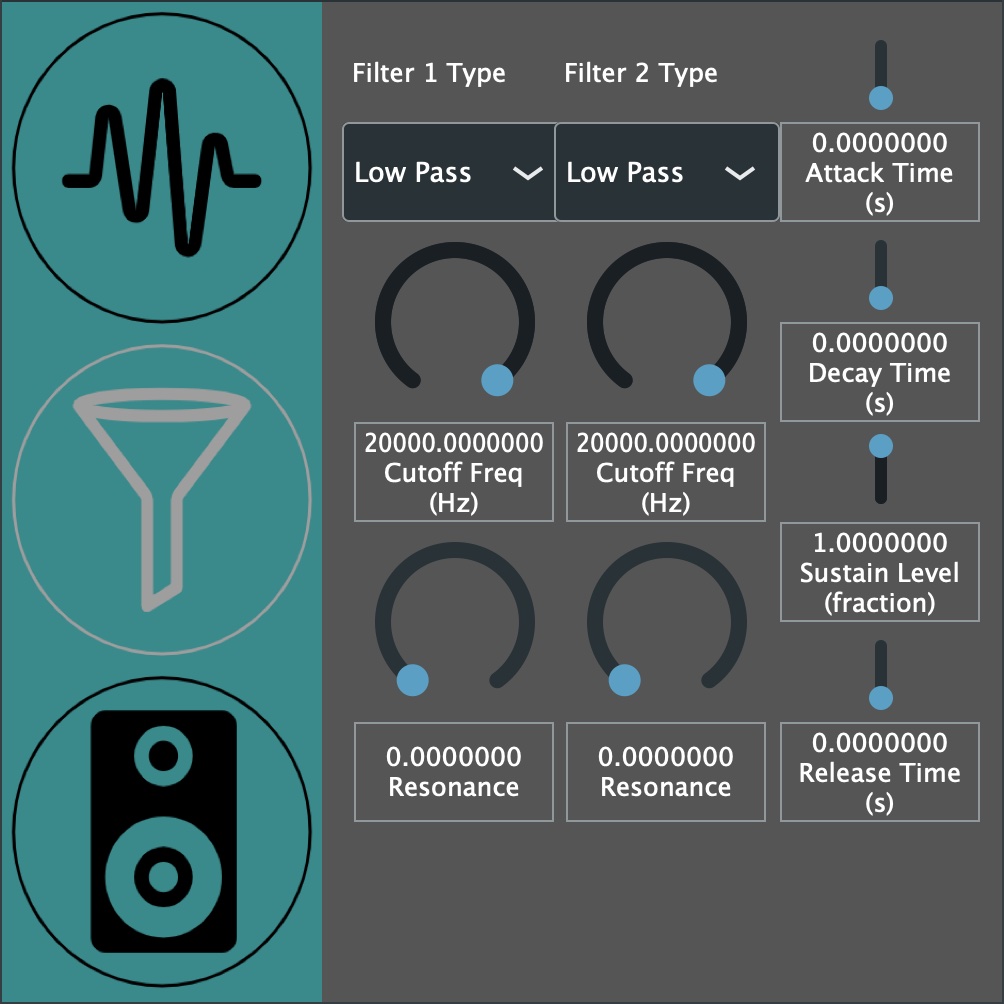 Filter 1 Type
Filter 2 Type
Low Pass
Low Pass
0.0000000
Attack Time
(s)
0.0000000
Decay Time
(s)
20000.0000000
Cutoff Freq
(Hz)
20000.0000000
Cutoff Freq
(Hz)
1.0000000
Sustain Level
(fraction)
0.0000000
Resonance
0.0000000
Resonance
0.0000000
Release Time
(s)